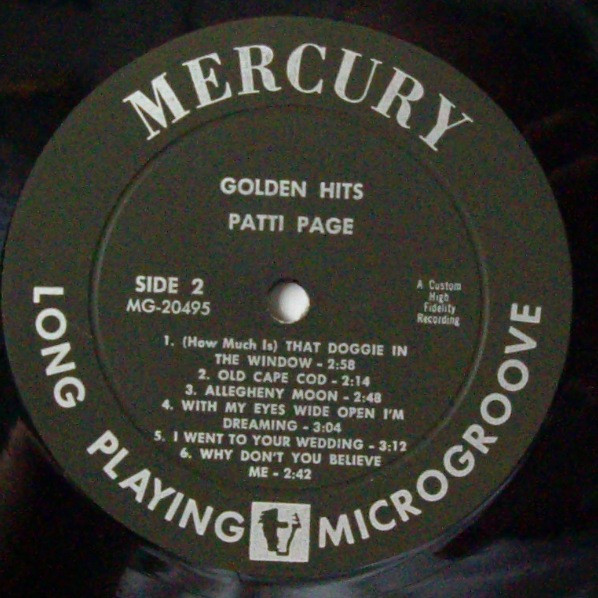 MERCURY
GOLDEN HITS
PATTI PAGE
SIDE 2
MG-20495
A Custom
High
Fidelity
Recording
1. (How Much Is) THAT DOGGIE IN
THE WINDOW - 2:58
2. OLD CAPE COD - 2:14
3. ALLEGHENY MOON - 2:48
4. WITH MY EYES WIDE OPEN I'M
DREAMING - 3:04
5. I WENT TO YOUR WEDDING - 3:12
6. WHY DON'T YOU BELIEVE
ME - 2:42
LONG PLAYING MICROGROOVE